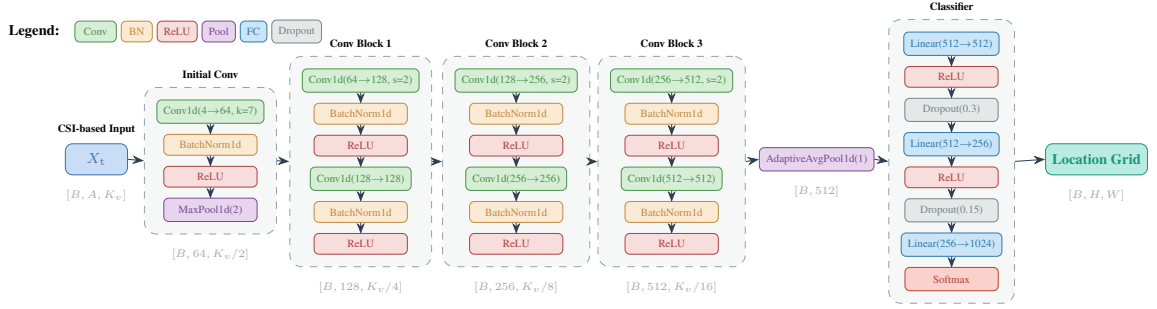 Legend:
Conv
BN
ReLU
Pool
FC
Dropout
CSI-based Input
X_t
[B, A, K_v]
Initial Conv
Conv1d(4→64, k=7)
BatchNorm1d
ReLU
MaxPool1d(2)
[B, 64, K_v/2]
Conv Block 1
Conv1d(64→128, s=2)
BatchNorm1d
ReLU
Conv1d(128→128)
BatchNorm1d
ReLU
[B, 128, K_v/4]
Conv Block 2
Conv1d(128→256, s=2)
BatchNorm1d
ReLU
Conv1d(256→256)
BatchNorm1d
ReLU
[B, 256, K_v/8]
Conv Block 3
Conv1d(256→512, s=2)
BatchNorm1d
ReLU
Conv1d(512→512)
BatchNorm1d
ReLU
[B, 512, K_v/16]
AdaptiveAvgPool1d(1)
[B, 512]
Classifier
Linear(512→512)
ReLU
Dropout(0.3)
Linear(512→256)
ReLU
Dropout(0.15)
Linear(256→1024)
Softmax
Location Grid
[B, H, W]